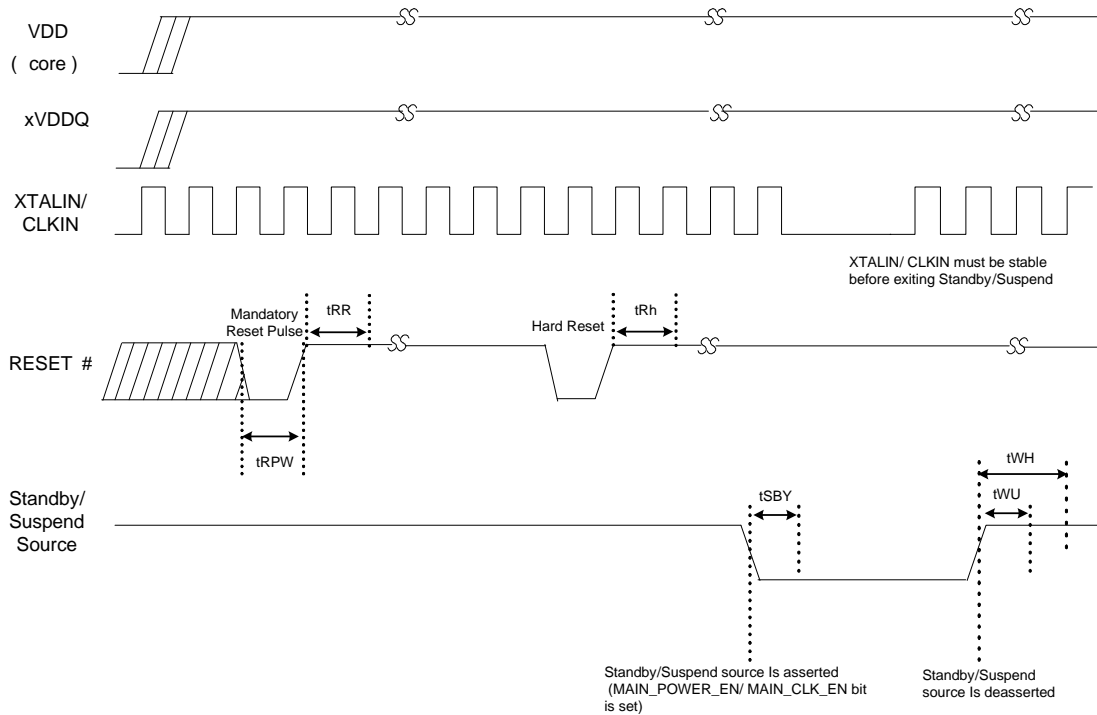 VDD
( core )
xVDDQ
XTALIN/
CLKIN
XTALIN/ CLKIN must be stable
before exiting Standby/Suspend
Mandatory
Reset Pulse
tRR
Hard Reset
tRh
RESET #
tRPW
tWH
Standby/
Suspend
Source
tSBY
tWU
Standby/Suspend source Is asserted
(MAIN_POWER_EN/ MAIN_CLK_EN bit
is set)
Standby/Suspend
source Is deasserted